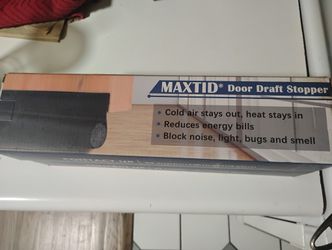 MAXTID® Door Draft Stopper
• Cold air stays out, heat stays in
• Reduces energy bills
• Block noise, light, bugs and smell